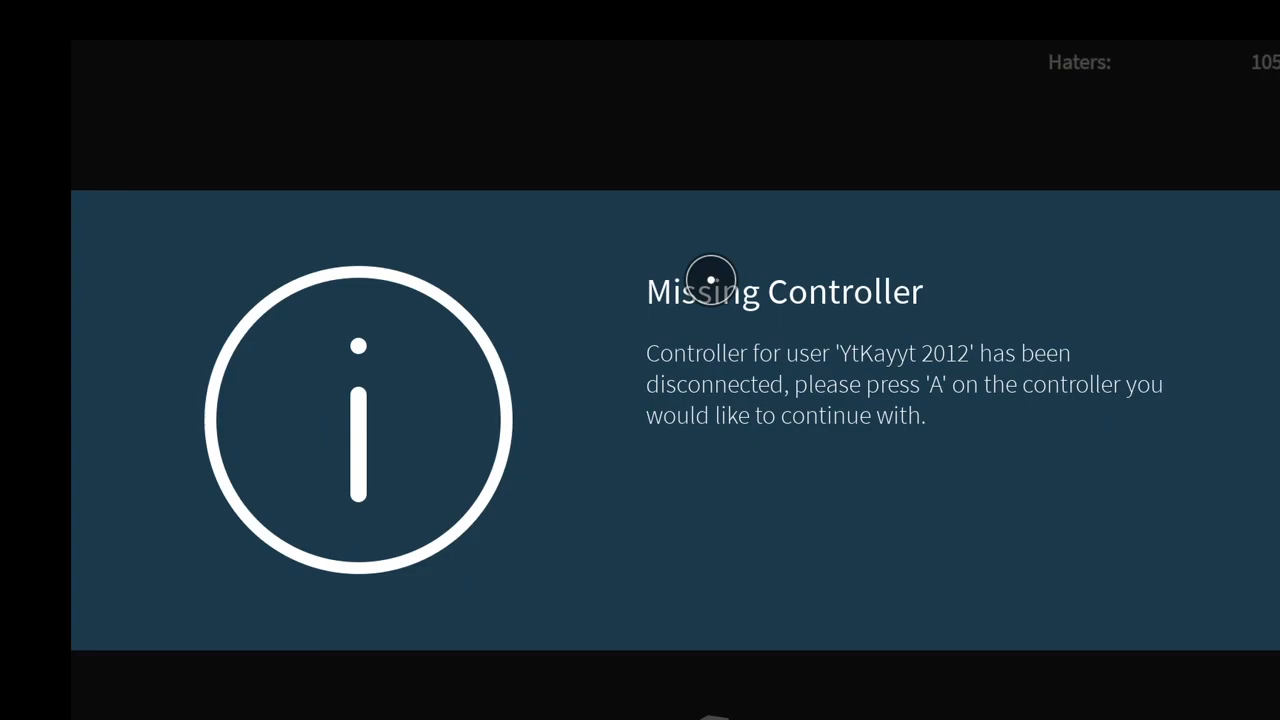 Haters: 105
Missing Controller
Controller for user 'YtKayyt 2012' has been
disconnected, please press 'A' on the controller you
would like to continue with.